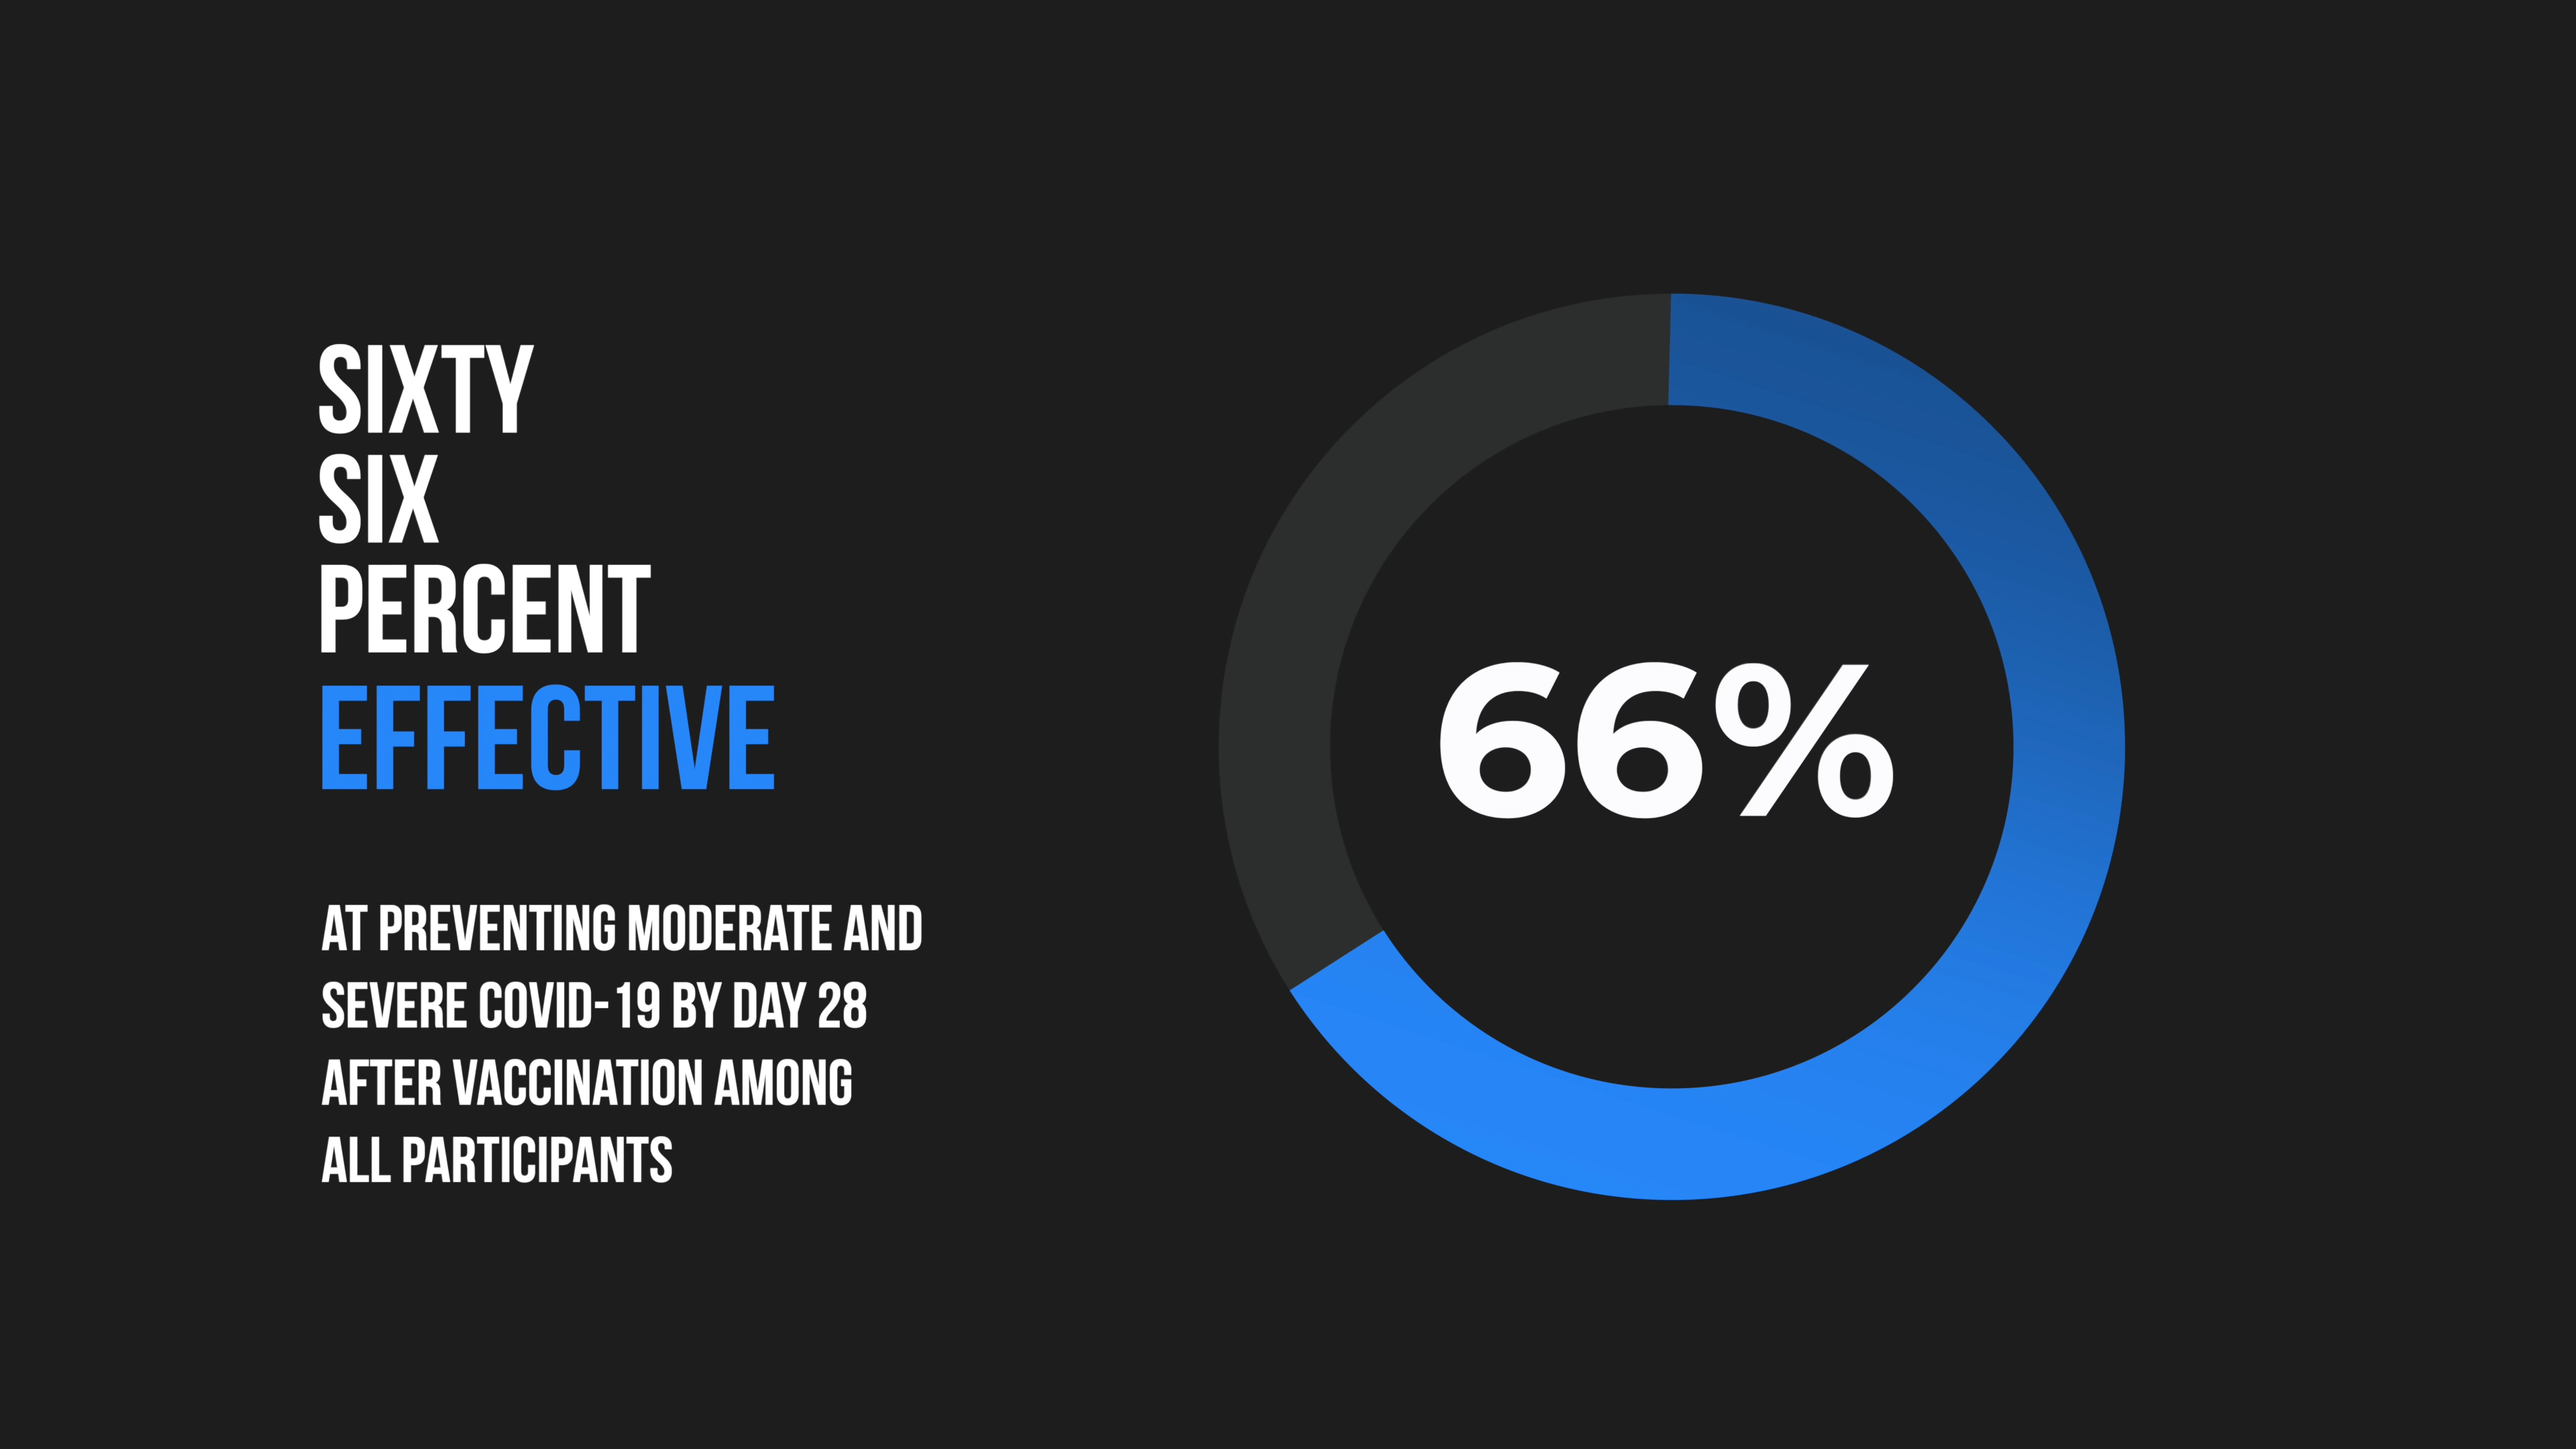 SIXTY
SIX
PERCENT
EFFECTIVE
AT PREVENTING MODERATE AND
SEVERE COVID-19 BY DAY 28
AFTER VACCINATION AMONG
ALL PARTICIPANTS
66%